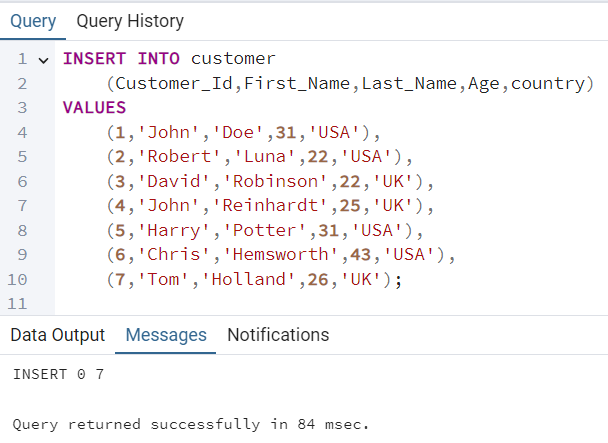 Query Query History
1 INSERT INTO customer
2 (Customer_Id,First_Name,Last_Name,Age,country)
3 VALUES
4 (1,'John','Doe',31,'USA'),
5 (2,'Robert','Luna',22,'USA'),
6 (3,'David','Robinson',22,'UK'),
7 (4,'John','Reinhardt',25,'UK'),
8 (5,'Harry','Potter',31,'USA'),
9 (6,'Chris','Hemsworth',43,'USA'),
10 (7,'Tom','Holland',26,'UK');
11
Data Output Messages Notifications
INSERT 0 7
Query returned successfully in 84 msec.